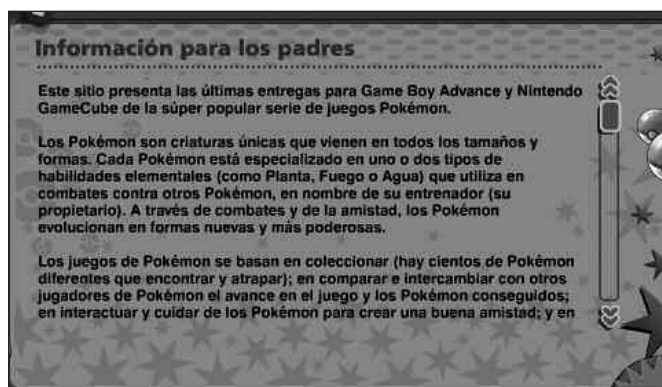 Información para los padres
Este sitio presenta las últimas entregas para Game Boy Advance y Nintendo
GameCube de la súper popular serie de juegos Pokémon.
Los Pokémon son criaturas únicas que vienen en todos los tamaños y
formas. Cada Pokémon está especializado en uno o dos tipos de
habilidades elementales (como Planta, Fuego o Agua) que utiliza en
combates contra otros Pokémon, en nombre de su entrenador (su
propietario). A través de combates y de la amistad, los Pokémon
evolucionan en formas nuevas y más poderosas.
Los juegos de Pokémon se basan en coleccionar (hay cientos de Pokémon
diferentes que encontrar y atrapar); en comparar e intercambiar con otros
jugadores de Pokémon el avance en el juego y los Pokémon conseguidos;
en interactuar y cuidar de los Pokémon para crear una buena amistad; y en